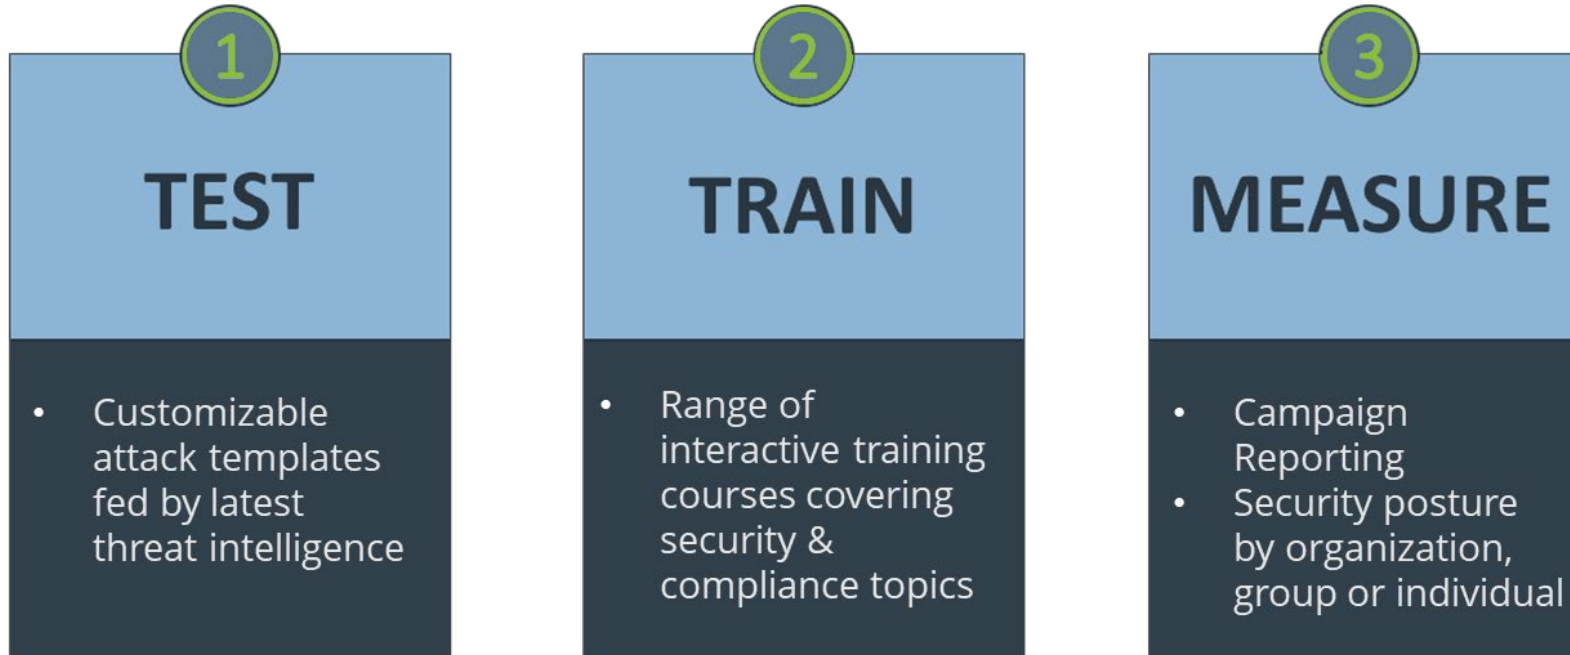 1
TEST
• Customizable
attack templates
fed by latest
threat intelligence
2
TRAIN
• Range of
interactive training
courses covering
security &
compliance topics
3
MEASURE
• Campaign
Reporting
• Security posture
by organization,
group or individual